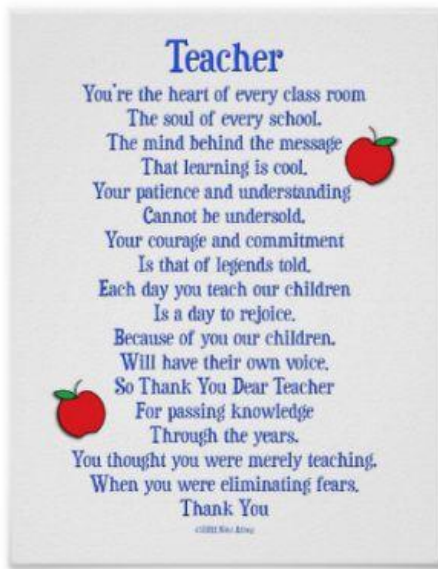 Teacher
You're the heart of every class room
The soul of every school.
The mind behind the message
That learning is cool.
Your patience and understanding
Cannot be undersold.
Your courage and commitment
Is that of legends told.
Each day you teach our children
Is a day to rejoice.
Because of you our children.
Will have their own voice.
So Thank You Dear Teacher
For passing knowledge
Through the years.
You thought you were merely teaching.
When you were eliminating fears.
Thank You